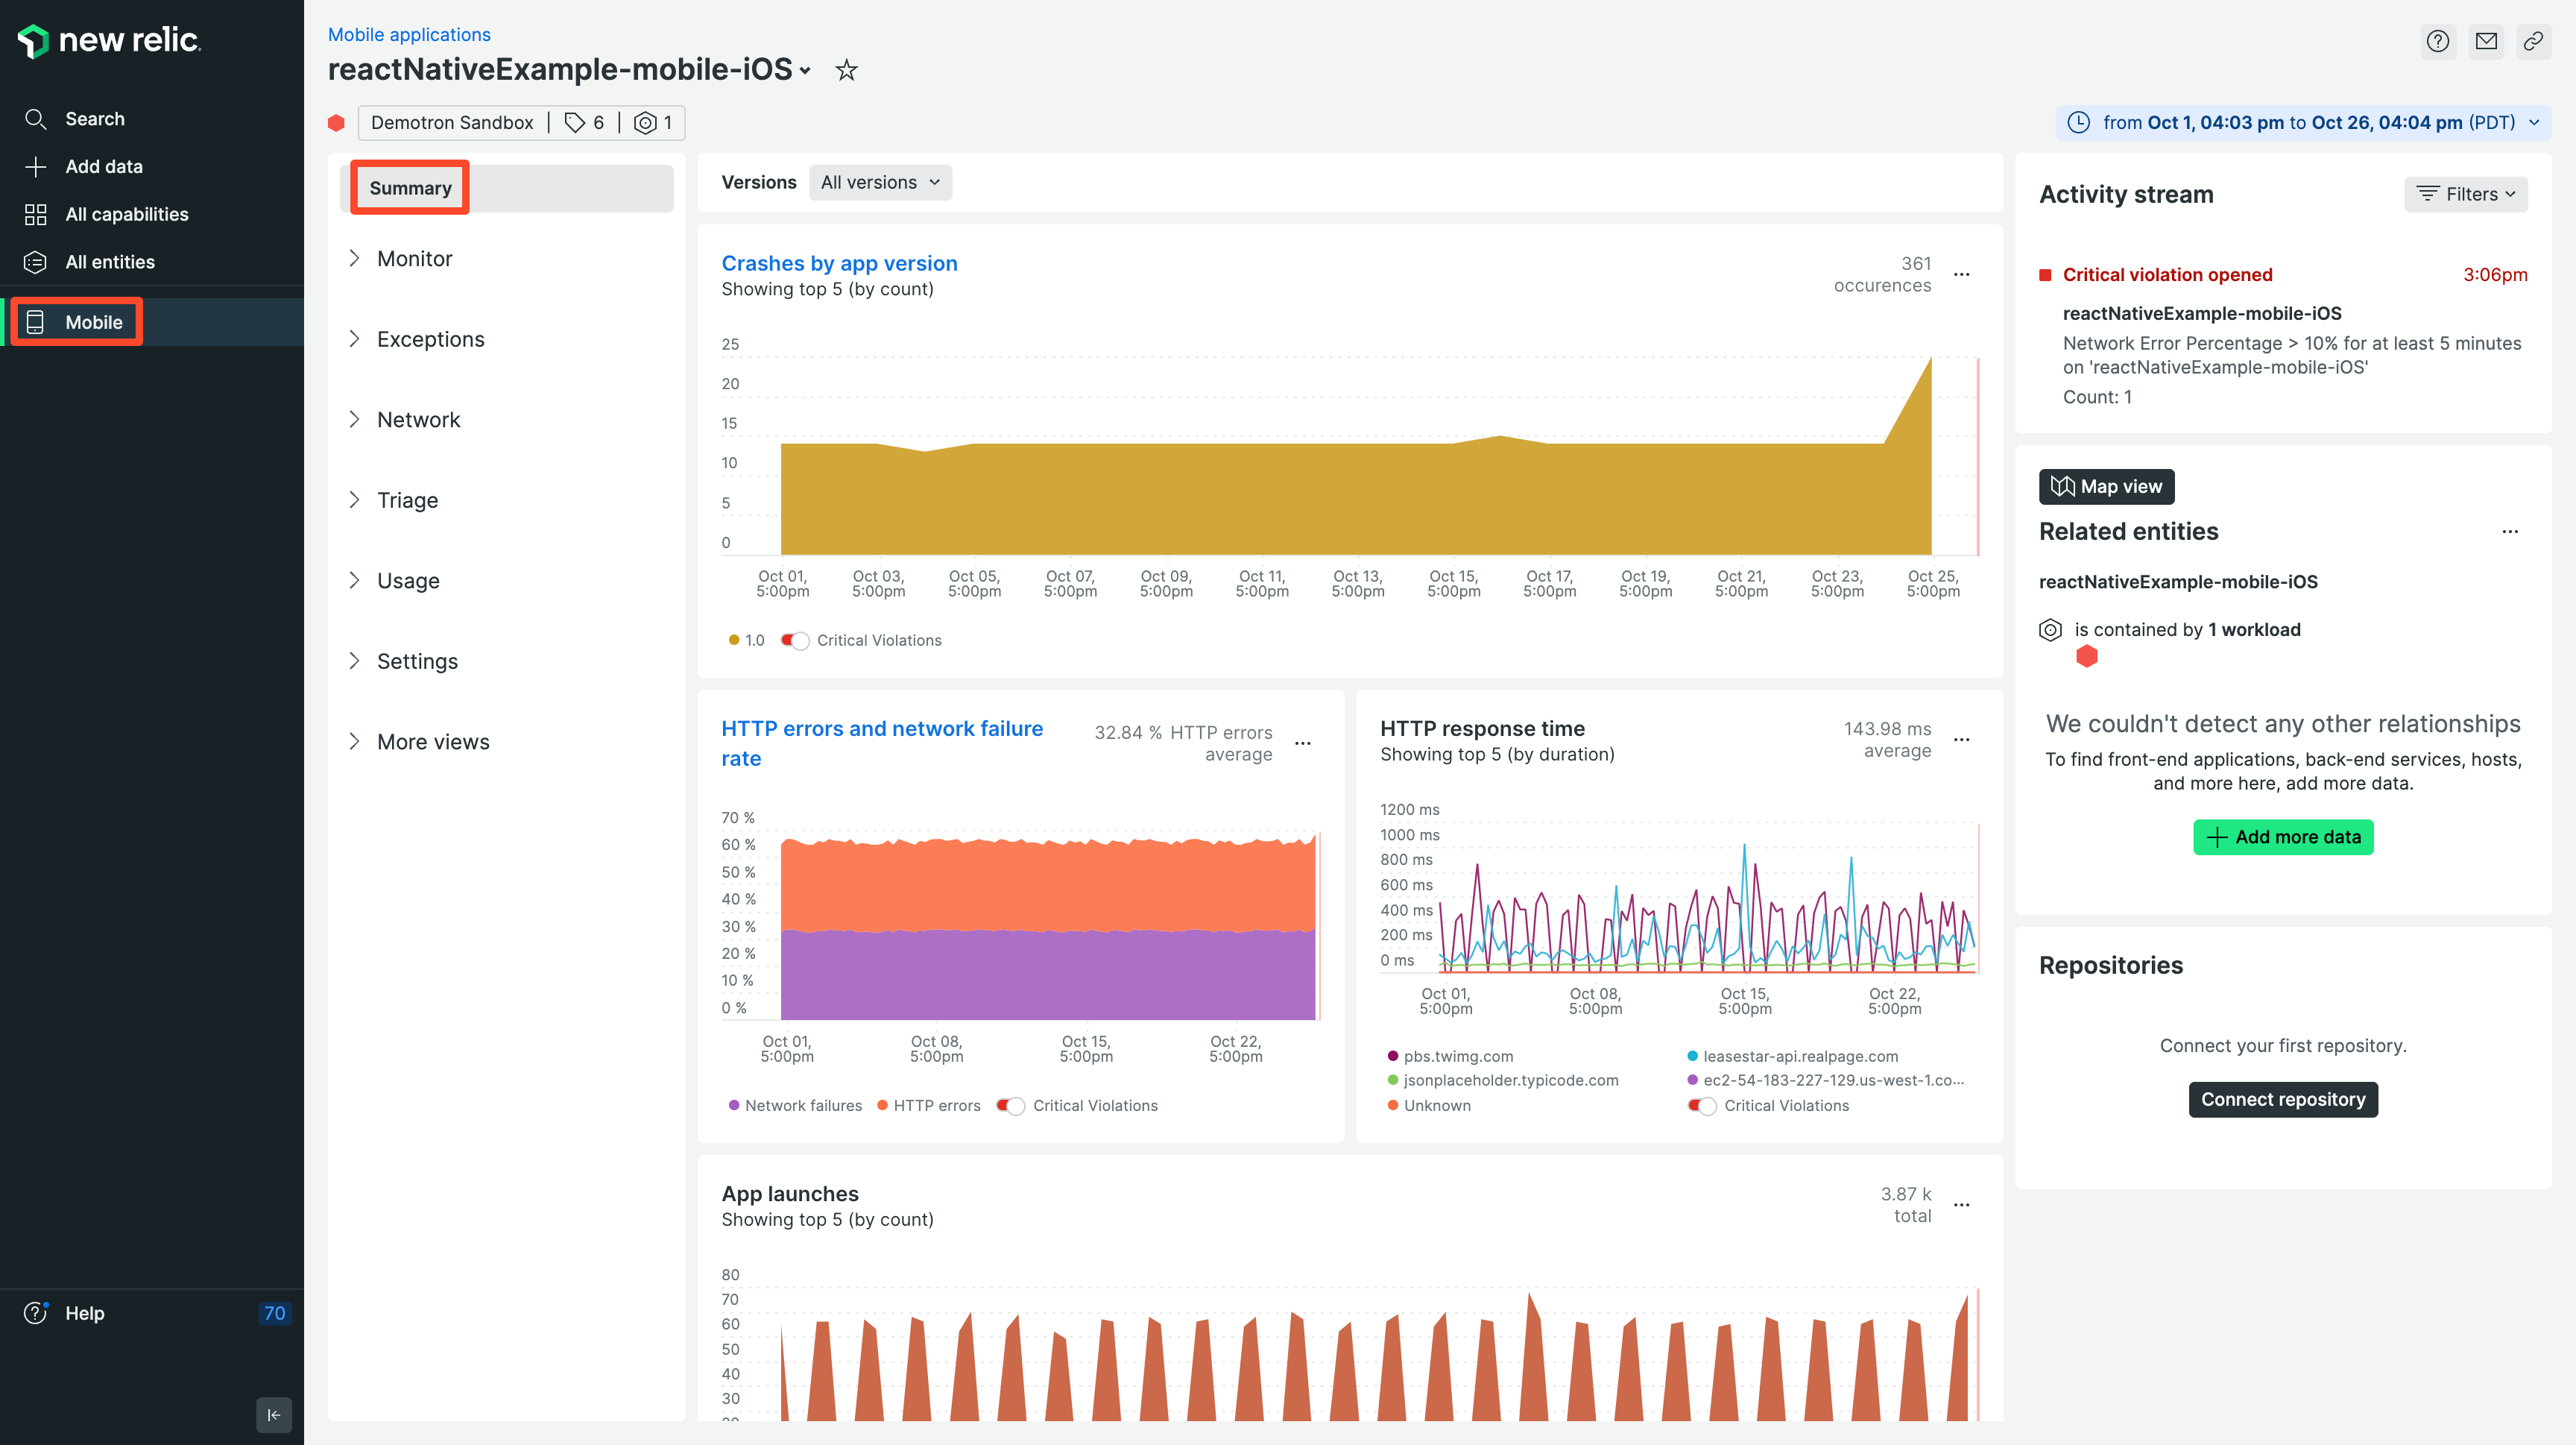 new relic.
Search
Add data
All capabilities
All entities
Mobile
Help
70
Mobile applications
reactNativeExample-mobile-iOS
Demotron Sandbox | 6 | 1
from Oct 1, 04:03 pm to Oct 26, 04:04 pm (PDT)
Summary
Monitor
Exceptions
Network
Triage
Usage
Settings
More views
Versions All versions
Crashes by app version
Showing top 5 (by count)
361
occurences
25
20
15
10
5
0
Oct 01, Oct 03, Oct 05, Oct 07, Oct 09, Oct 11, Oct 13, Oct 15, Oct 17, Oct 19, Oct 21, Oct 23, Oct 25,
5:00pm 5:00pm 5:00pm 5:00pm 5:00pm 5:00pm 5:00pm 5:00pm 5:00pm 5:00pm 5:00pm 5:00pm 5:00pm
1.0 Critical Violations
HTTP errors and network failure
rate
32.84 % HTTP errors
average
70 %
60 %
50 %
40 %
30 %
20 %
10 %
0 %
Oct 01, Oct 08, Oct 15, Oct 22,
5:00pm 5:00pm 5:00pm 5:00pm
Network failures HTTP errors Critical Violations
HTTP response time
Showing top 5 (by duration)
143.98 ms
average
1200 ms
1000 ms
800 ms
600 ms
400 ms
200 ms
0 ms
Oct 01, Oct 08, Oct 15, Oct 22,
5:00pm 5:00pm 5:00pm 5:00pm
pbs.twimg.com leasestar-api.realpage.com
jsonplaceholder.typicode.com ec2-54-183-227-129.us-west-1.co...
Unknown Critical Violations
App launches
Showing top 5 (by count)
3.87 k
total
80
70
60
50
40
30
Activity stream
Filters
Critical violation opened 3:06pm
reactNativeExample-mobile-iOS
Network Error Percentage > 10% for at least 5 minutes
on 'reactNativeExample-mobile-iOS'
Count: 1
Map view
Related entities
reactNativeExample-mobile-iOS
is contained by 1 workload
We couldn't detect any other relationships
To find front-end applications, back-end services, hosts,
and more here, add more data.
Add more data
Repositories
Connect your first repository.
Connect repository